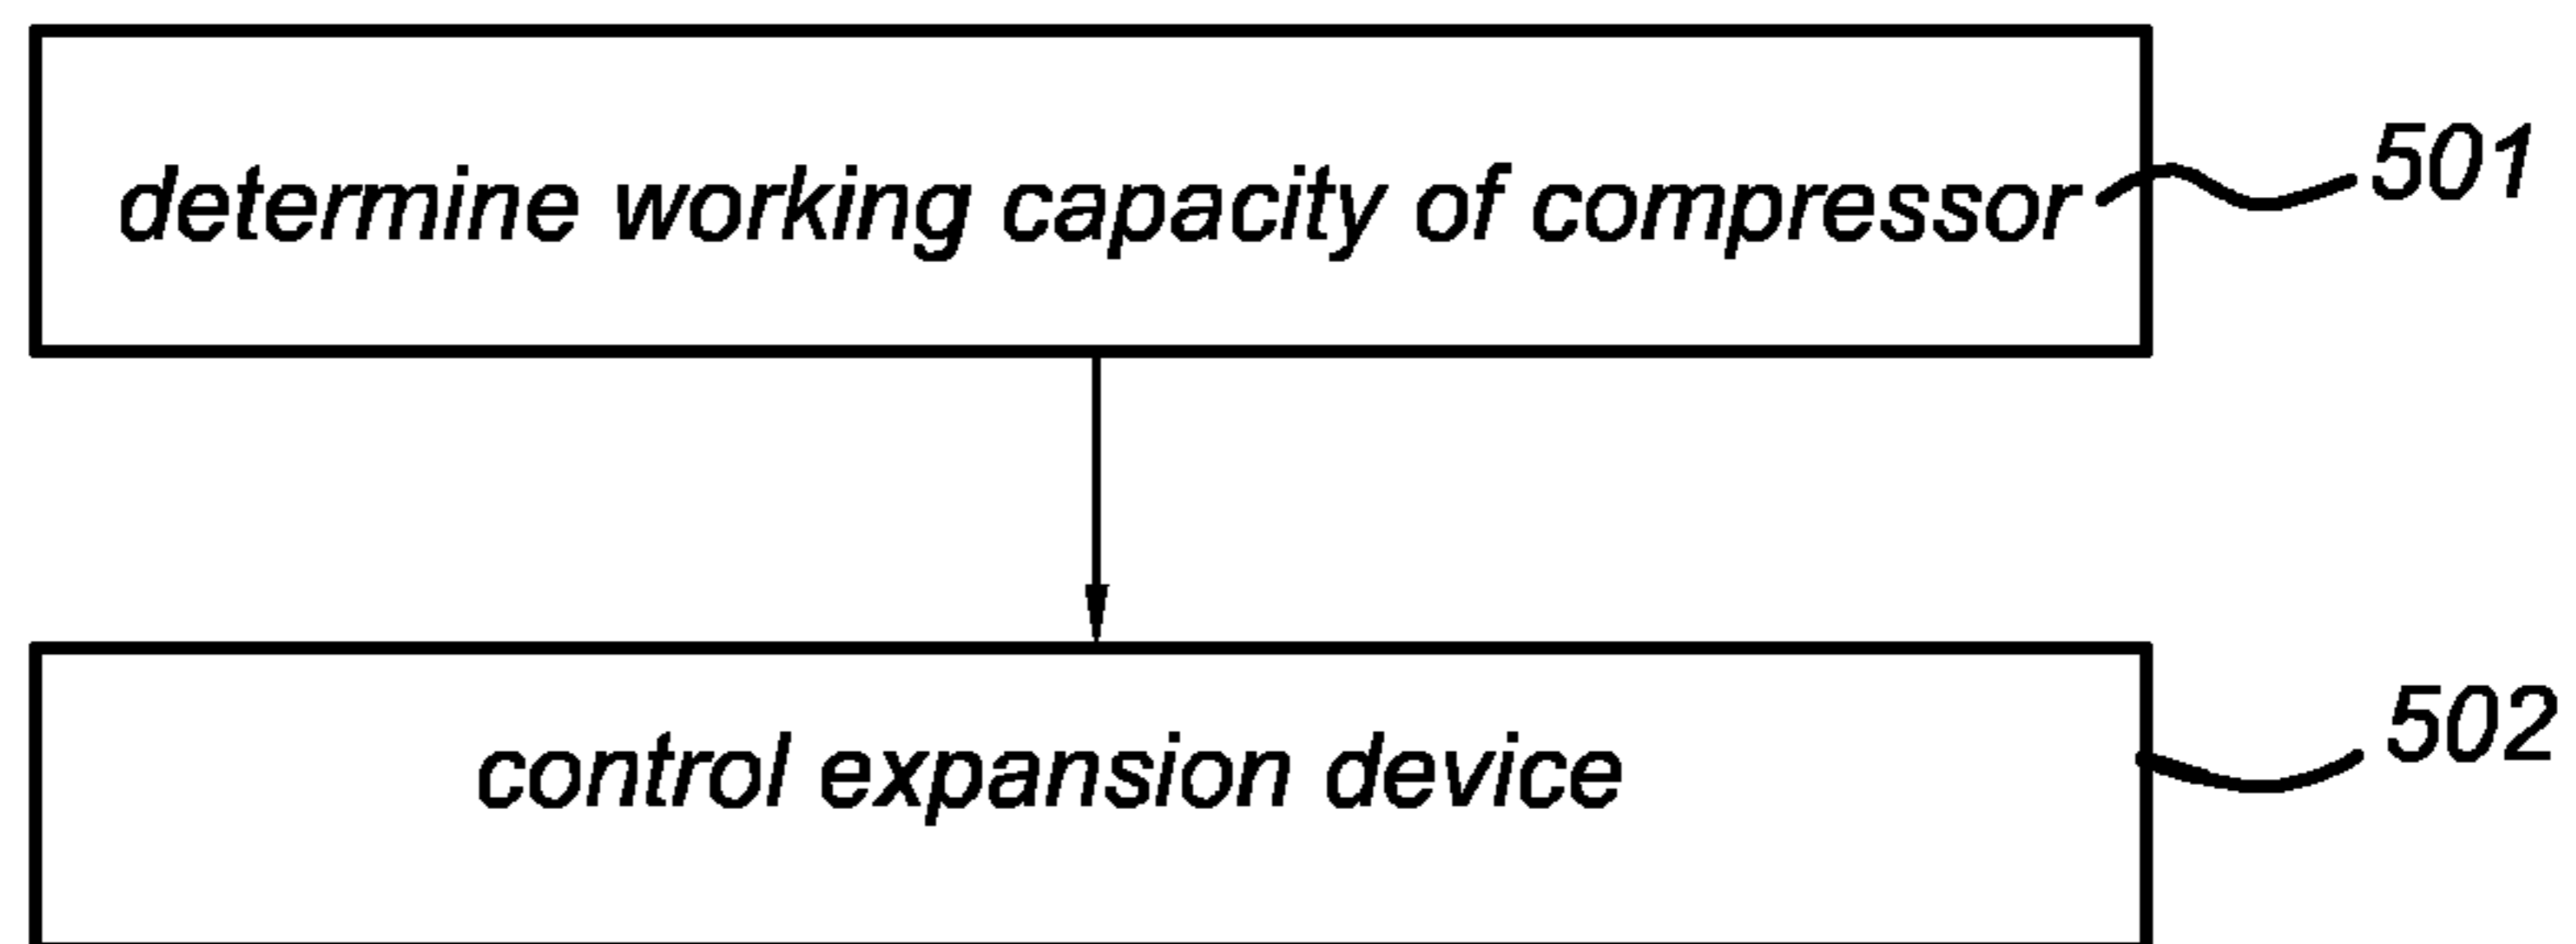 determine working capacity of compressor
501
control expansion device
502